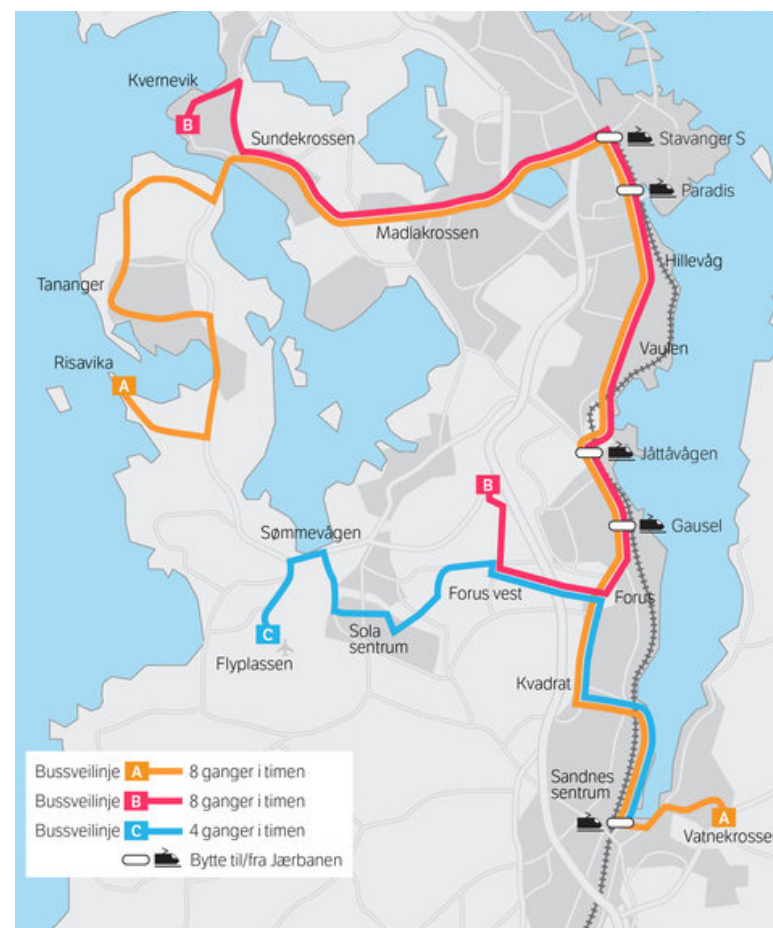 Kvernevik
B
Sundekrossen
Stavanger S
Paradis
Madlakrossen
Hillevåg
Tananger
Vaulen
Risavika
A
Jåttåvågen
B
Gausel
Sømmevågen
Forus vest
Forus
C
Sola
sentrum
Flyplassen
Kvadrat
Sandnes
sentrum
A
Vatnekrossen
Bussveilinje A 8 ganger i timen
Bussveilinje B 8 ganger i timen
Bussveilinje C 4 ganger i timen
Bytte til/fra Jærbanen